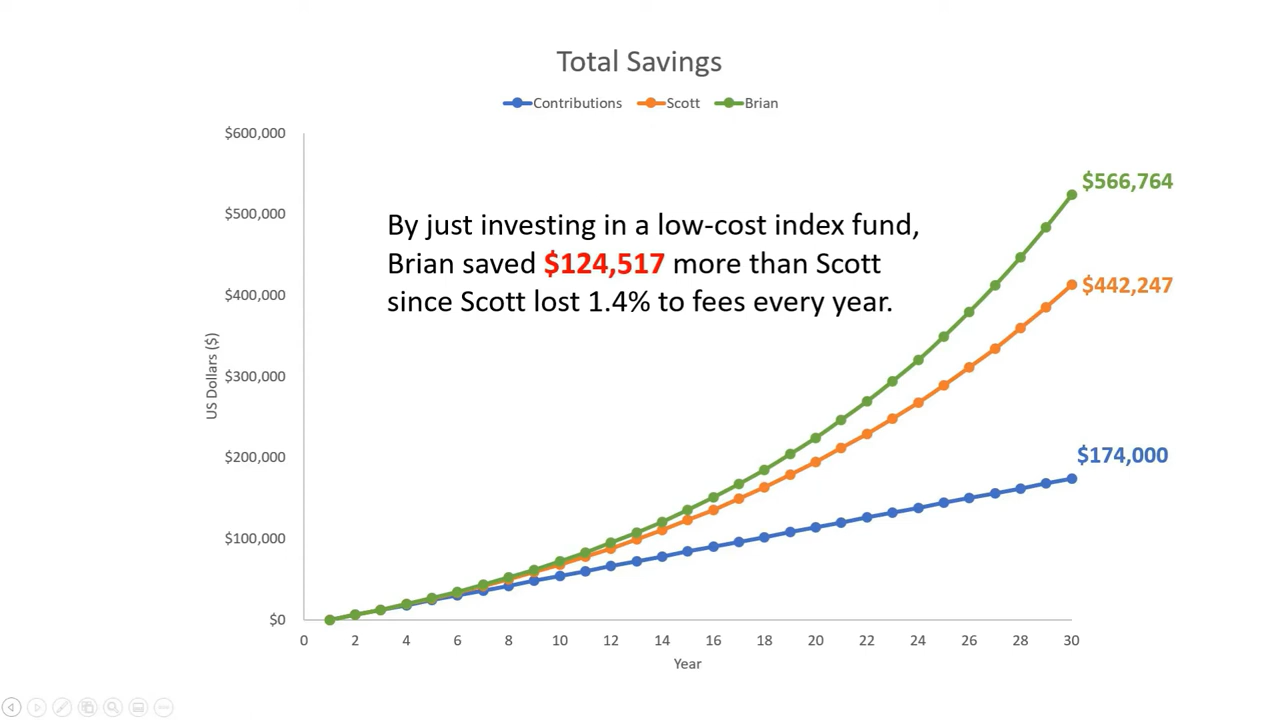 Total Savings
Contributions Scott Brian
$600,000
$500,000
$400,000
$300,000
$200,000
$100,000
$0
US Dollars ($)
By just investing in a low-cost index fund,
Brian saved $124,517 more than Scott
since Scott lost 1.4% to fees every year.
$566,764
$442,247
$174,000
0 2 4 6 8 10 12 14 16 18 20 22 24 26 28 30
Year